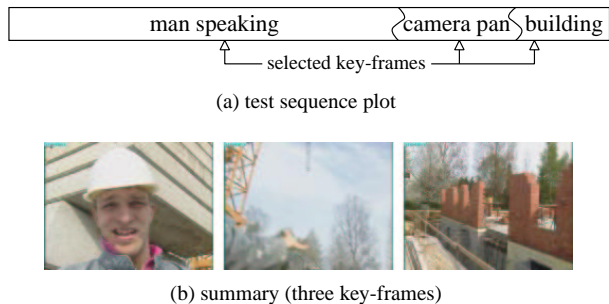 man speaking camera pan building
selected key-frames
(a) test sequence plot
(b) summary (three key-frames)